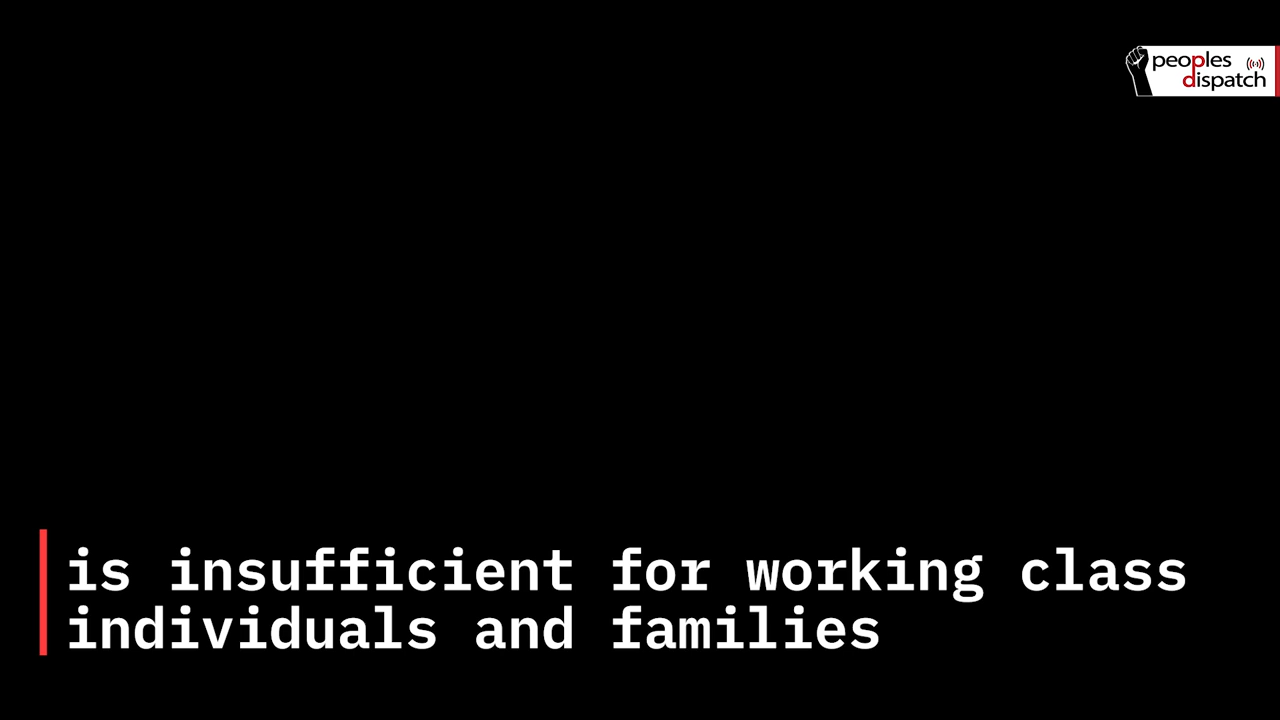 peoples
dispatch
is insufficient for working class
individuals and families